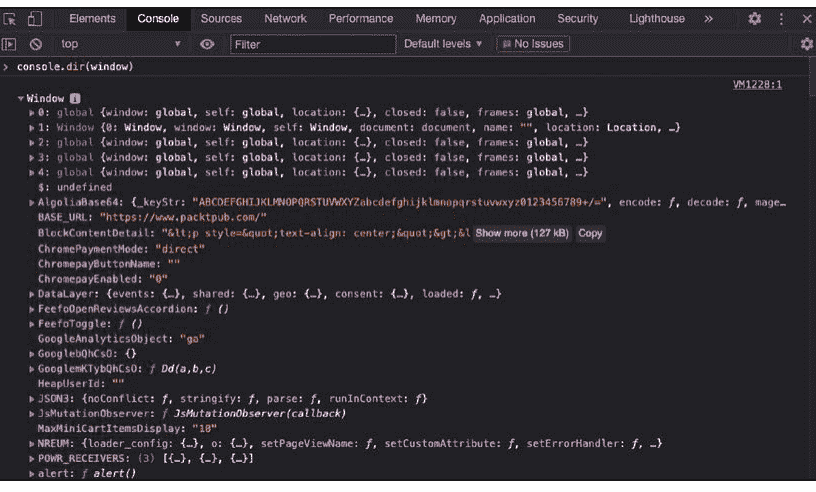 Elements Console Sources Network Performance Memory Application Security Lighthouse »
top Filter Default levels No Issues
> console.dir(window)
VM1228:1
Window i
0: global {window: global, self: global, location: {…}, closed: false, frames: global, …}
1: Window {0: Window, window: Window, self: Window, document: document, name: "", location: Location, …}
2: global {window: global, self: global, location: {…}, closed: false, frames: global, …}
3: global {window: global, self: global, location: {…}, closed: false, frames: global, …}
4: global {window: global, self: global, location: {…}, closed: false, frames: global, …}
$: undefined
AlgoliaBase64: {_keyStr: "ABCDEFGHIJKLMNOPQRSTUVWXYZabcdefghijklmnopqrstuvwxyz0123456789+/=", encode: ƒ, decode: ƒ, mage…
BASE_URL: "https://www.packtpub.com/"
BlockContentDetail: "&lt;p style=&quot;text-align: center;&quot;&gt;&l Show more (127 kB) Copy
ChromePaymentMode: "direct"
ChromepayButtonName: ""
ChromepayEnabled: "0"
DataLayer: {events: {…}, shared: {…}, geo: {…}, consent: {…}, loaded: ƒ, …}
FeefoOpenReviewsAccordion: ƒ ()
FeefoToggle: ƒ ()
GoogleAnalyticsObject: "ga"
GooglebQhCsO: {}
GooglemKTybQhCsO: ƒ Dd(a,b,c)
HeapUserId: ""
JSON3: {noConflict: ƒ, stringify: ƒ, parse: ƒ, runInContext: ƒ}
JsMutationObserver: ƒ JsMutationObserver(callback)
MaxMiniCartItemsDisplay: "10"
NREUM: {loader_config: {…}, o: {…}, setPageViewName: ƒ, setCustomAttribute: ƒ, setErrorHandler: ƒ, …}
POWR_RECEIVERS: (3) [{…}, {…}, {…}]
alert: ƒ alert()